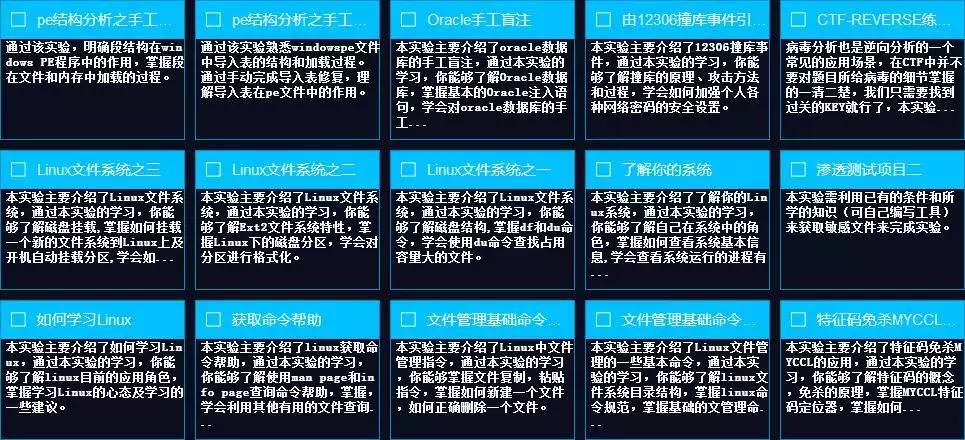 pe结构分析之手工...
通过该实验，明确段结构在win
dows PE程序中的作用，掌握段
在文件和内存中加载的过程。
pe结构分析之手工...
通过该实验熟悉windowspe文件
中导入表的结构和加载过程。
通过手动完成导入表修复，理
解导入表在pe文件中的作用。
Oracle手工盲注
本实验主要介绍了oracle数据
库的手工盲注，通过本实验的
学习，你能够了解Oracle数据
库，掌握基本的Oracle注入语
句，学会对oracle数据库的手
工...
由12306撞库事件引...
本实验主要介绍了12306撞库事
件，通过本实验的学习，你能
够了解撞库的原理、攻击方法
和过程，学会如何加强个人各
种网络密码的安全设置。
CTF-REVERSE练...
病毒分析也是逆向分析的一个
常见的应用场景，在CTF中并不
要对题目所给病毒的细节掌握
的一清二楚，我们只需要找到
过关的KEY就行了，本实验...
Linux文件系统之三
本实验主要介绍了Linux文件系
统，通过本实验的学习，你能
够了解磁盘挂载,掌握如何挂载
一个新的文件系统到Linux上及
开机自动挂载分区,学会如...
Linux文件系统之二
本实验主要介绍了Linux文件系
统，通过本实验的学习，你能
够了解Ext2文件系统特性，掌
握Linux下的磁盘分区，学会对
分区进行格式化。
Linux文件系统之一
本实验主要介绍了Linux文件系
统，通过本实验的学习，你能
够了解磁盘结构,掌握df和du命
令，学会使用du命令查找占用
容量大的文件。
了解你的系统
本实验主要介绍了了解你的Lin
ux系统，通过本实验的学习，
你能够了解自己在系统中的角
色，掌握如何查看系统基本信
息,学会查看系统运行的进程有
...
渗透测试项目二
本实验需利用已有的条件和所
学的知识（可自己编写工具）
来获取敏感文件来完成实验。
如何学习Linux
本实验主要介绍了如何学习Lin
ux，通过本实验的学习，你能
够了解linux目前的应用角色，
掌握学习Linux的心态及学习的
一些建议。
获取命令帮助
本实验主要介绍了linux获取命
令帮助，通过本实验的学习，
你能够了解使用man page和in
fo page查询命令帮助，掌握，
学会利用其他有用的文件查询.
..
文件管理基础命令...
本实验主要介绍了Linux中文件
管理指令，通过本实验的学习
，你能够掌握文件复制，粘贴
指令，掌握如何新建一个文件
，如何正确删除一个文件。
文件管理基础命令...
本实验主要介绍了Linux文件管
理的一些基本命令，通过本实
验的学习，你能够了解linux文
件系统目录结构，掌握linux命
令规范，掌握基础的文管理命.
..
特征码免杀MYCCL...
本实验主要介绍了特征码免杀M
YCCL的应用，通过本实验的学
习，你能够了解特征码的概念
，免杀的原理，掌握MYCCL特征
码定位器，掌握如何...